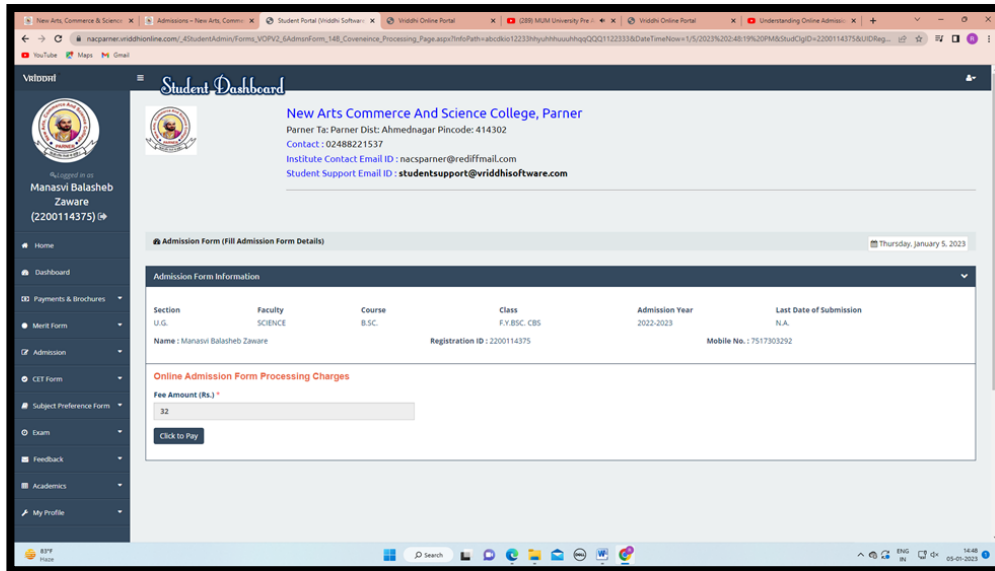 New Arts, Commerce & Science
Admissions – New Arts, Commer
Student Portal (Vriddhi Software
Vriddhi Online Portal
(289) MUM University Pre
Vriddhi Online Portal
Understanding Online Admissio
nacparner.vriddhionline.com/_4StudentAdmin/Forms_VOPV2_6AdmsnForm_148_Coveneince_Processing_Page.aspx?InfoPath=abcdkio12233hhyuhhhuuuhhqqQQQ1122333&DateTimeNow=1/5/2023%202:48:19%20PM&StudClgID=2200114375&UIDReg...
YouTube Maps Gmail
Vriddhi
Student Dashboard
New Arts Commerce And Science College, Parner
Parner Ta: Parner Dist: Ahmednagar Pincode: 414302
Contact : 02488221537
Institute Contact Email ID : nacsparner@rediffmail.com
Student Support Email ID : studentsupport@vriddhisoftware.com
Logged in as
Manasvi Balasheb
Zaware
(2200114375)
Home
Dashboard
Payments & Brochures
Merit Form
Admission
CET Form
Subject Preference Form
Exam
Feedback
Academics
My Profile
Admission Form (Fill Admission Form Details)
Thursday, January 5, 2023
Admission Form Information
Section Faculty Course Class Admission Year Last Date of Submission
U.G. SCIENCE B.SC. F.Y.BSC. CBS 2022-2023 N.A.
Name : Manasvi Balasheb Zaware Registration ID : 2200114375 Mobile No. : 7517303292
Online Admission Form Processing Charges
Fee Amount (Rs.) *
32
Click to Pay
83°F
Haze
Search
ENG
IN
14:48
05-01-2023